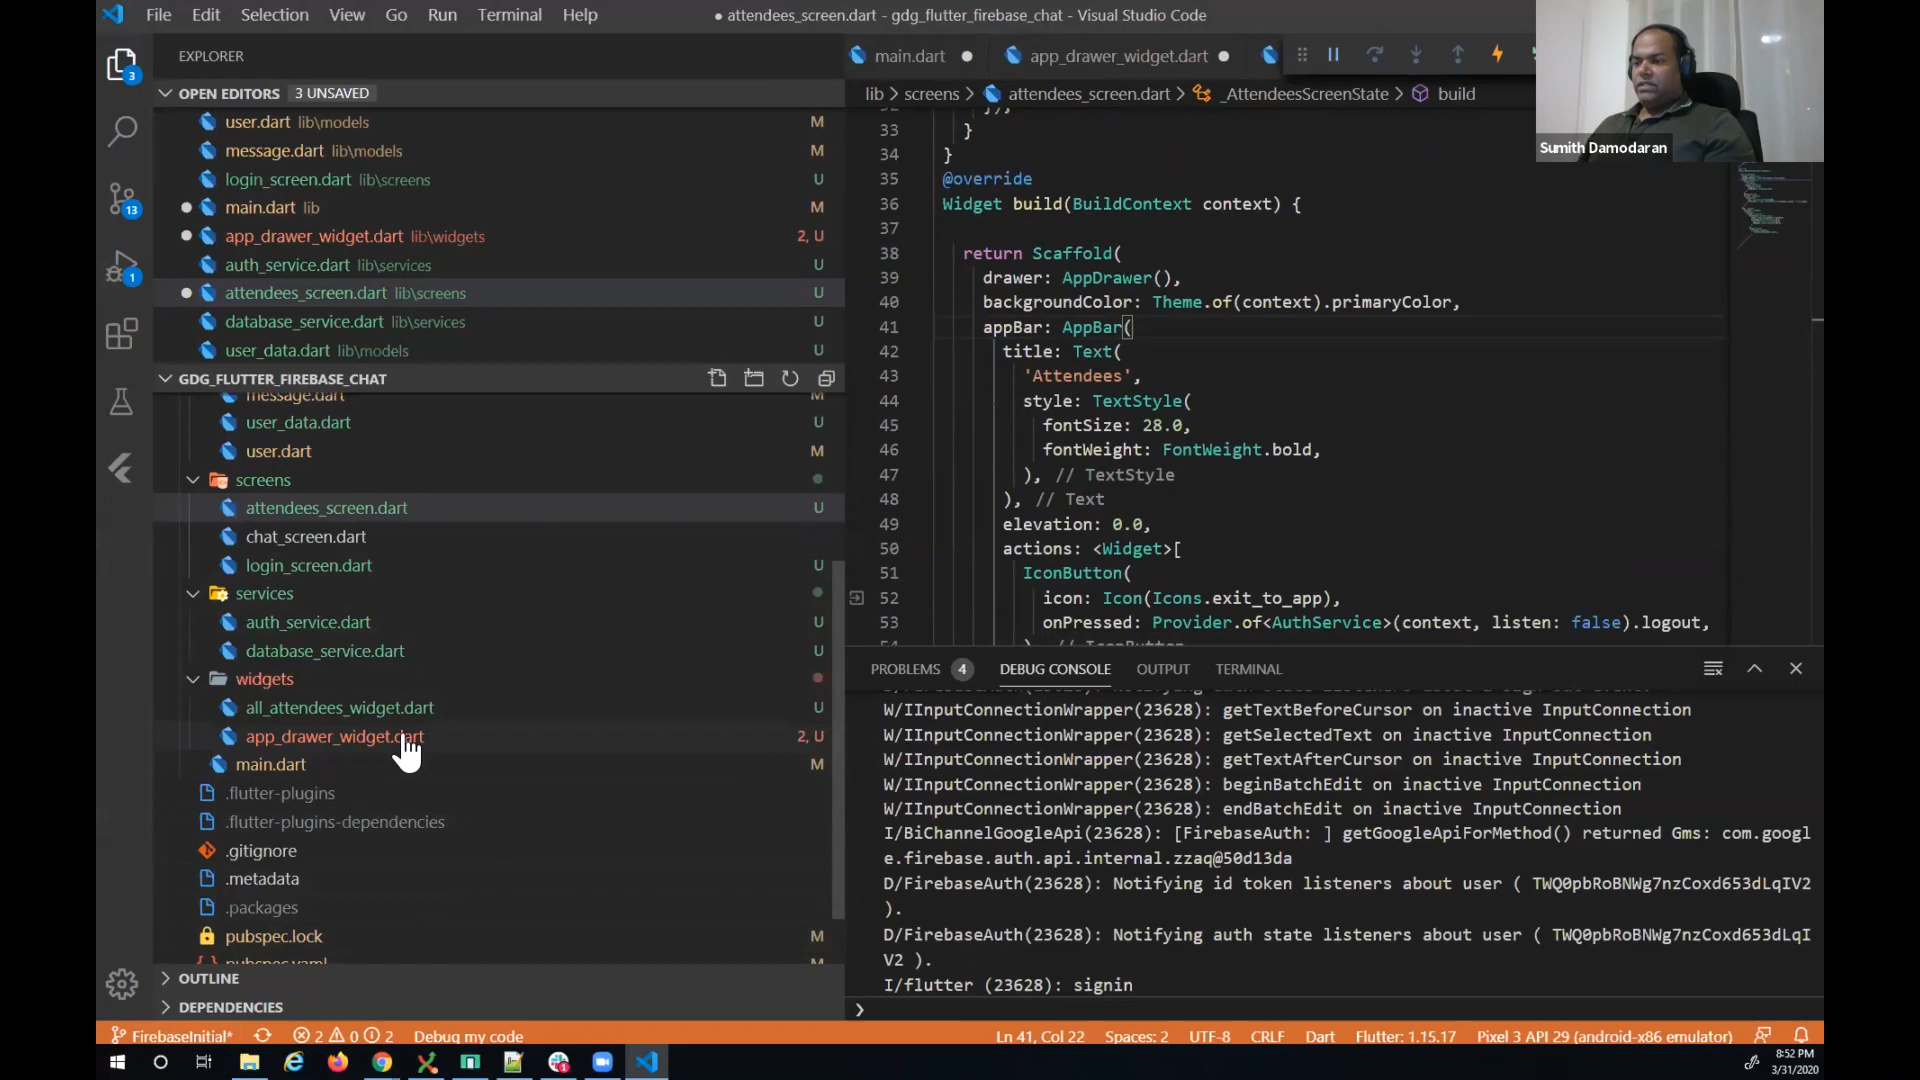 File Edit Selection View Go Run Terminal Help
● attendees_screen.dart - gdg_flutter_firebase_chat - Visual Studio Code
Sumith Damodaran
EXPLORER
OPEN EDITORS 3 UNSAVED
user.dart lib\models M
message.dart lib\models M
login_screen.dart lib\screens U
main.dart lib M
app_drawer_widget.dart lib\widgets 2, U
auth_service.dart lib\services U
attendees_screen.dart lib\screens U
database_service.dart lib\services U
user_data.dart lib\models U
GDG_FLUTTER_FIREBASE_CHAT
message.dart M
user_data.dart U
user.dart M
screens
attendees_screen.dart U
chat_screen.dart
login_screen.dart U
services
auth_service.dart U
database_service.dart U
widgets
all_attendees_widget.dart U
app_drawer_widget.dart 2, U
main.dart M
.flutter-plugins
.flutter-plugins-dependencies
.gitignore
.metadata
.packages
pubspec.lock M
pubspec.yaml M
OUTLINE
DEPENDENCIES
3
13
1
main.dart
app_drawer_widget.dart
lib > screens > attendees_screen.dart > _AttendeesScreenState > build
33 }
34 }
35 @override
36 Widget build(BuildContext context) {
37
38 return Scaffold(
39 drawer: AppDrawer(),
40 backgroundColor: Theme.of(context).primaryColor,
41 appBar: AppBar(
42 title: Text(
43 'Attendees',
44 style: TextStyle(
45 fontSize: 28.0,
46 fontWeight: FontWeight.bold,
47 ), // TextStyle
48 ), // Text
49 elevation: 0.0,
50 actions: <Widget>[
51 IconButton(
52 icon: Icon(Icons.exit_to_app),
53 onPressed: Provider.of<AuthService>(context, listen: false).logout,
PROBLEMS 4 DEBUG CONSOLE OUTPUT TERMINAL
W/IInputConnectionWrapper(23628): getTextBeforeCursor on inactive InputConnection
W/IInputConnectionWrapper(23628): getSelectedText on inactive InputConnection
W/IInputConnectionWrapper(23628): getTextAfterCursor on inactive InputConnection
W/IInputConnectionWrapper(23628): beginBatchEdit on inactive InputConnection
W/IInputConnectionWrapper(23628): endBatchEdit on inactive InputConnection
I/BiChannelGoogleApi(23628): [FirebaseAuth: ] getGoogleApiForMethod() returned Gms: com.googl
e.firebase.auth.api.internal.zzaq@50d13da
D/FirebaseAuth(23628): Notifying id token listeners about user ( TWQ0pbRoBNWg7nzCoxd653dLqIV2
).
D/FirebaseAuth(23628): Notifying auth state listeners about user ( TWQ0pbRoBNWg7nzCoxd653dLqI
V2 ).
I/flutter (23628): signin
FirebaseInitial* 2 0 2 Debug my code
Ln 41, Col 22 Spaces: 2 UTF-8 CRLF Dart Flutter: 1.15.17 Pixel 3 API 29 (android-x86 emulator)
8:52 PM
3/31/2020